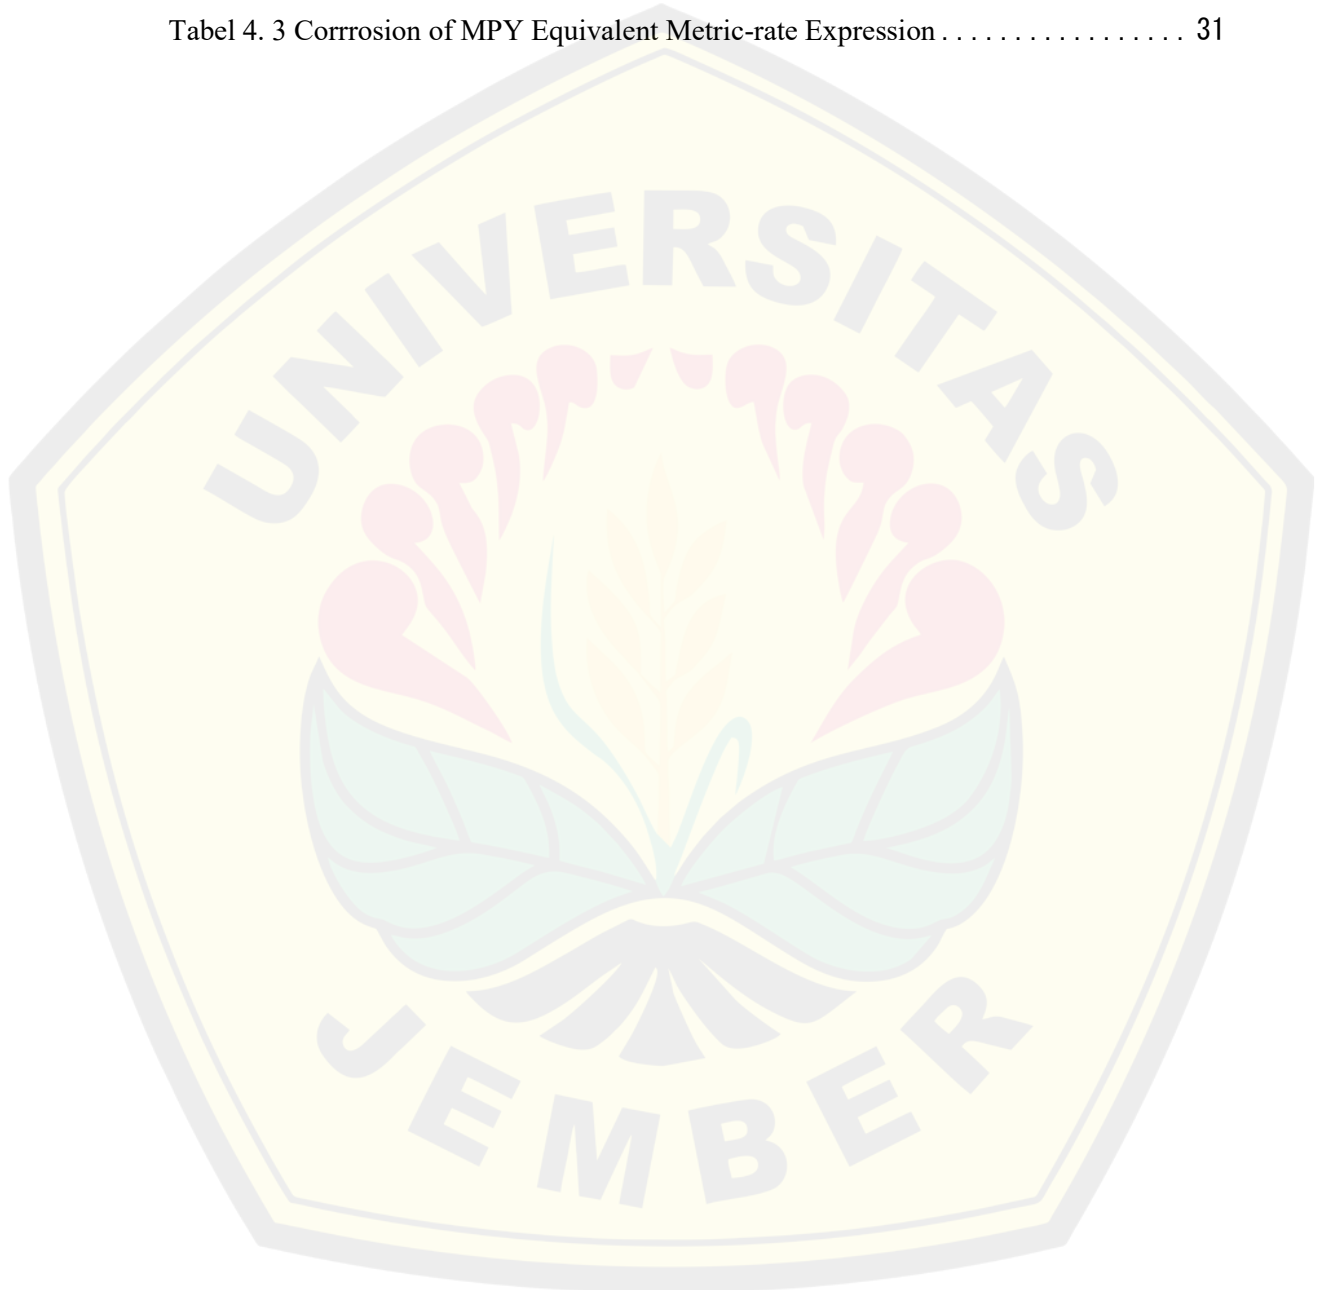 Tabel 4. 3 Corrrosion of MPY Equivalent Metric-rate Expression . . . . . . . . . . . . . . . . . 31
UNIVERSITAS
JEMBER